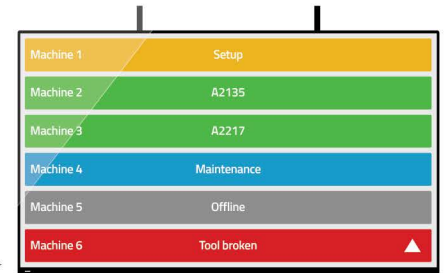 Machine 1 Setup
Machine 2 A2135
Machine 3 A2217
Machine 4 Maintenance
Machine 5 Offline
Machine 6 Tool broken